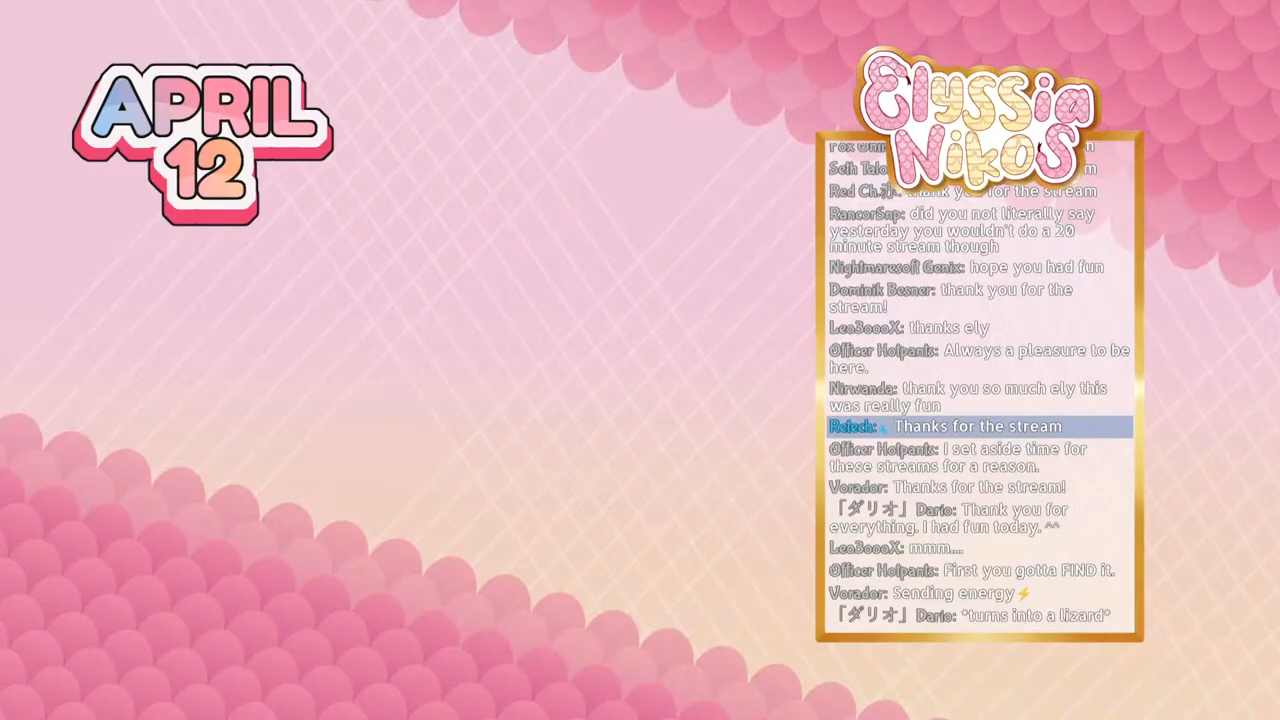 APRIL
12
Elyssia
Nikos
Seth Talo
Red Ch thank you for the stream
RancorSnp: did you not literally say
yesterday you wouldn't do a 20
minute stream though
Nightmaresoft Genix: hope you had fun
Dominik Besner: thank you for the
stream!
Leo3oooX: thanks ely
Officer Hotpants: Always a pleasure to be
here.
Nirwanda: thank you so much ely this
was really fun
Retech: Thanks for the stream
Officer Hotpants: I set aside time for
these streams for a reason.
Vorador: Thanks for the stream!
「ダリオ」Dario: Thank you for
everything. I had fun today. ^^
Leo3oooX: mmm....
Officer Hotpants: First you gotta FIND it.
Vorador: Sending energy⚡
「ダリオ」Dario: *turns into a lizard*